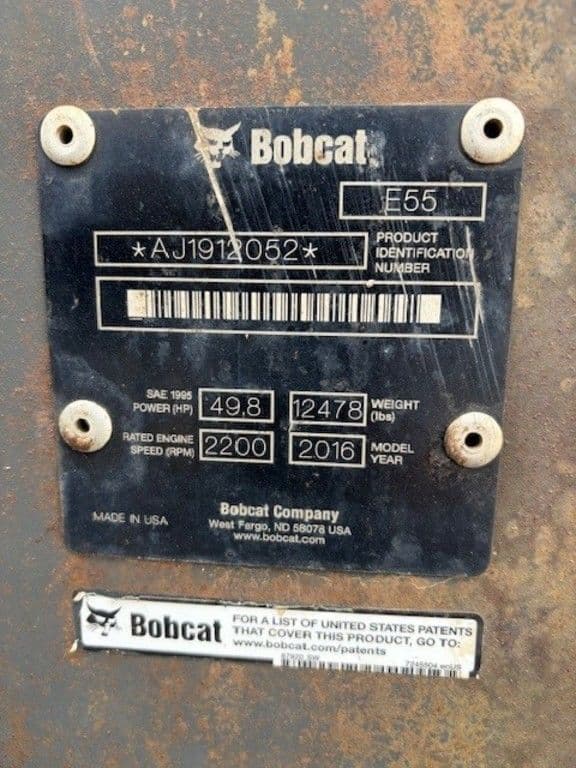 Bobcat
E55
*AJ1912052*
PRODUCT
IDENTIFICATION
NUMBER
SAE 1995
POWER (HP)
49.8
12478
WEIGHT
(lbs)
RATED ENGINE
SPEED (RPM)
2200
2016
MODEL
YEAR
MADE IN USA
Bobcat Company
West Fargo, ND 58078 USA
www.bobcat.com
Bobcat
FOR A LIST OF UNITED STATES PATENTS
THAT COVER THIS PRODUCT, GO TO:
www.bobcat.com/patents